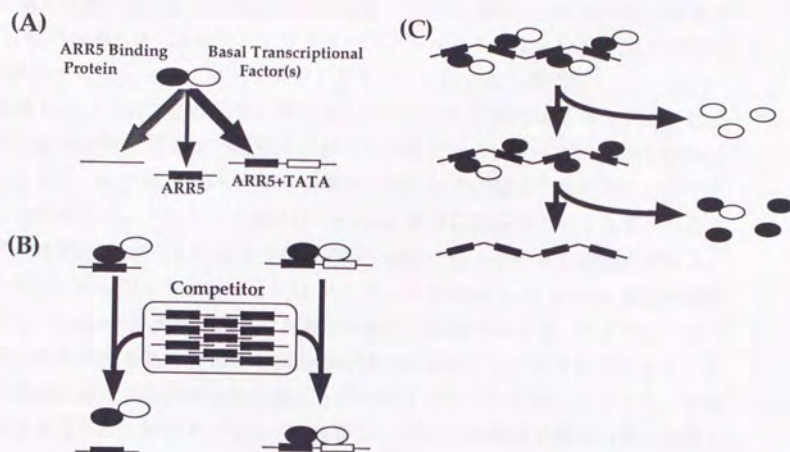 (A)
ARR5 Binding
Protein
Basal Transcriptional
Factor(s)
ARR5
ARR5+TATA
(B)
Competitor
(C)